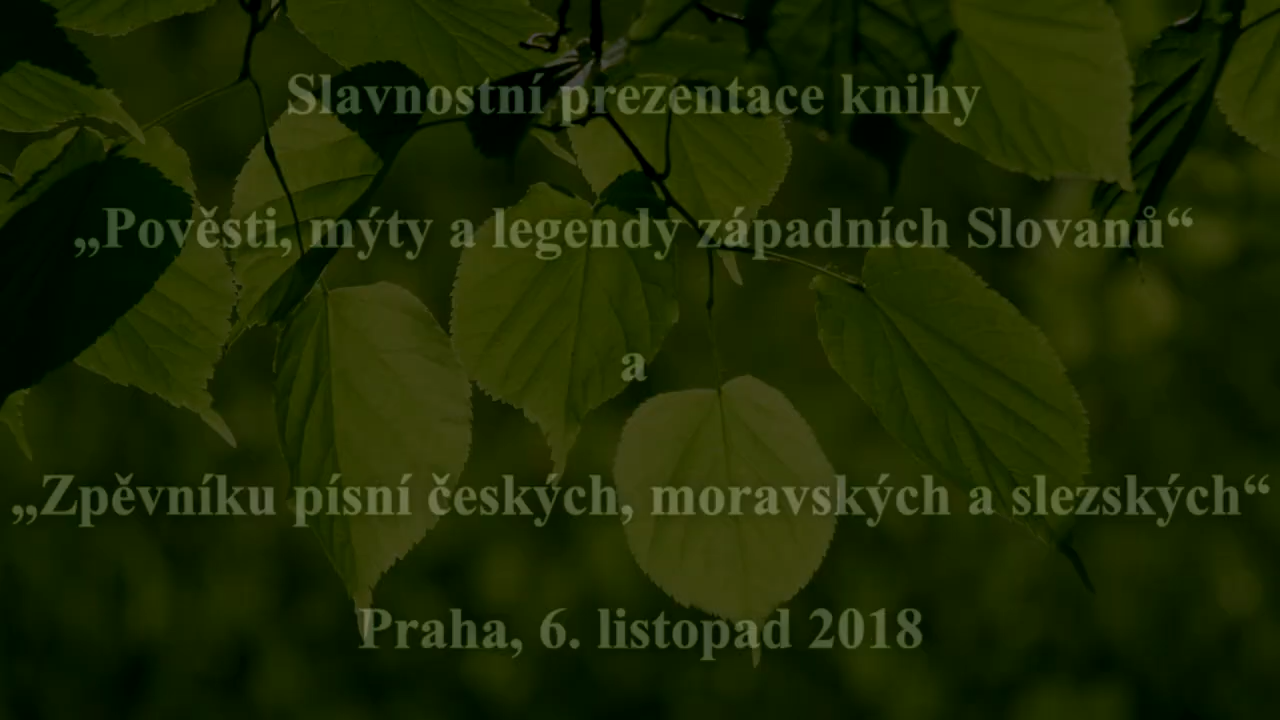 Slavnostní prezentace knihy
„Pověsti, mýty a legendy západních Slovanů“
a
„Zpěvníku písní českých, moravských a slezských“
Praha, 6. listopad 2018